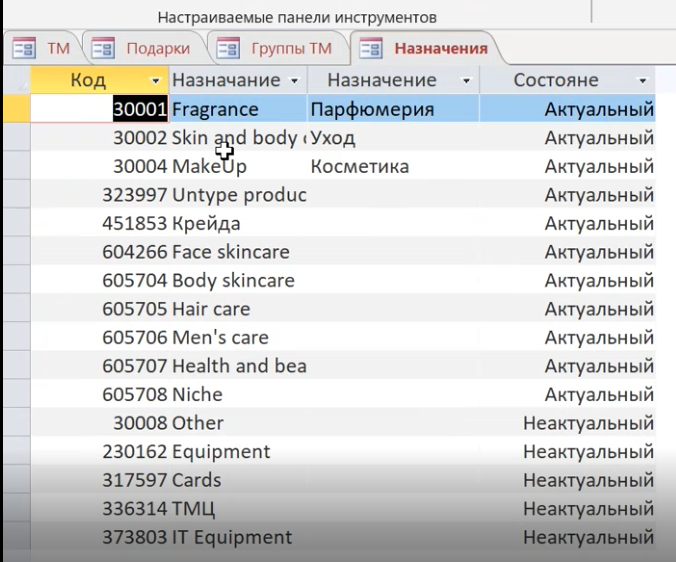 Настраиваемые панели инструментов
ТМ Подарки Группы ТМ Назначения
Код Назначание Назначение Состояне
30001 Fragrance Парфюмерия Актуальный
30002 Skin and body Уход Актуальный
30004 MakeUp Косметика Актуальный
323997 Untype produc Актуальный
451853 Крейда Актуальный
604266 Face skincare Актуальный
605704 Body skincare Актуальный
605705 Hair care Актуальный
605706 Men's care Актуальный
605707 Health and bea Актуальный
605708 Niche Актуальный
30008 Other Неактуальный
230162 Equipment Неактуальный
317597 Cards Неактуальный
336314 ТМЦ Неактуальный
373803 IT Equipment Неактуальный